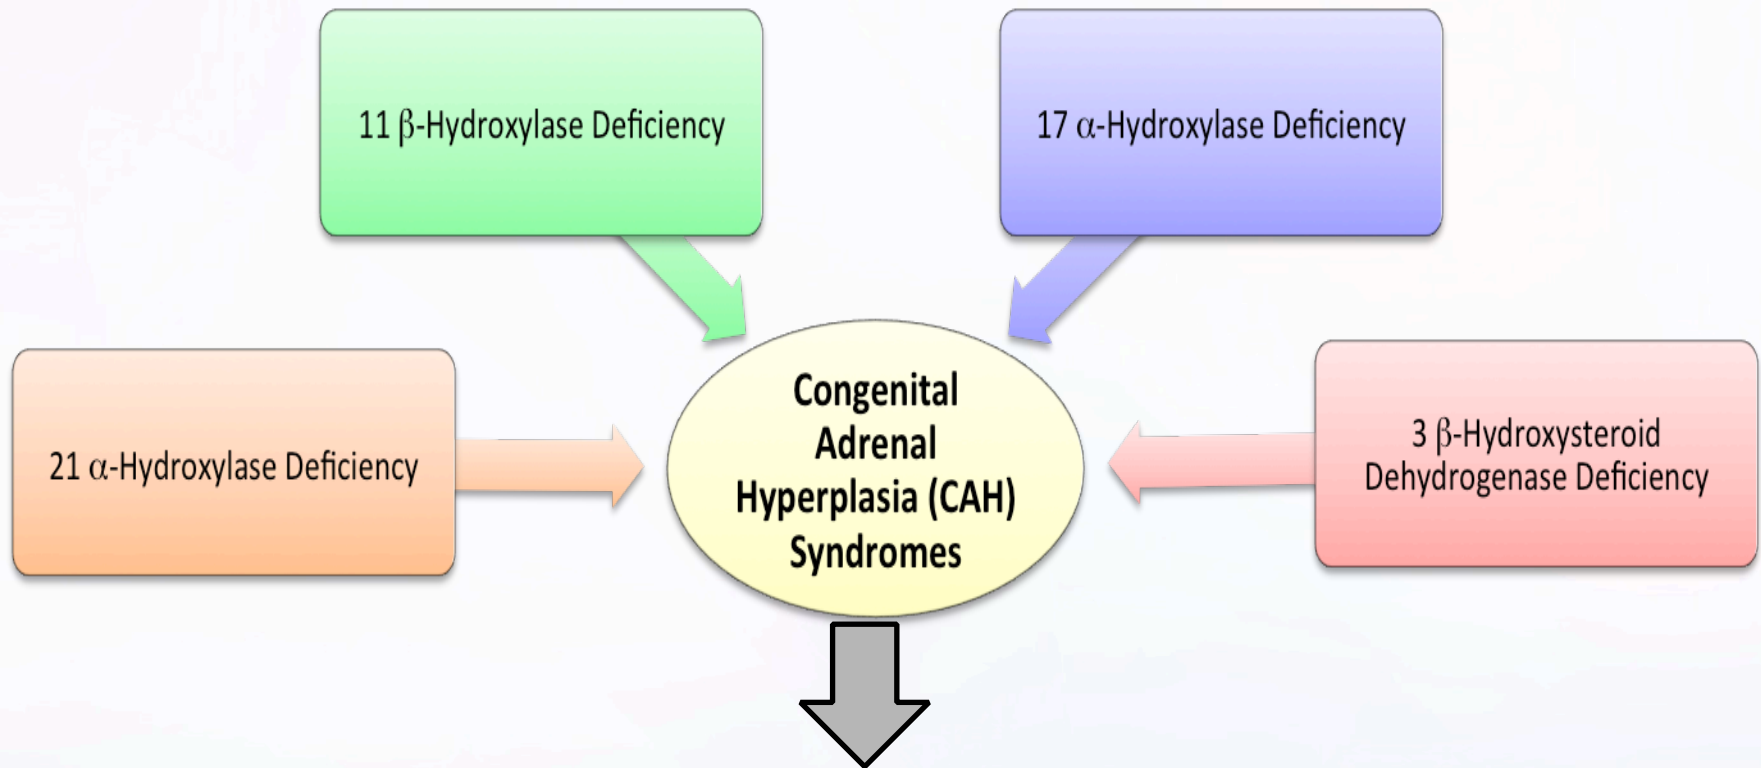 11 β-Hydroxylase Deficiency
17 α-Hydroxylase Deficiency
21 α-Hydroxylase Deficiency
Congenital
Adrenal
Hyperplasia (CAH)
Syndromes
3 β-Hydroxysteroid
Dehydrogenase Deficiency